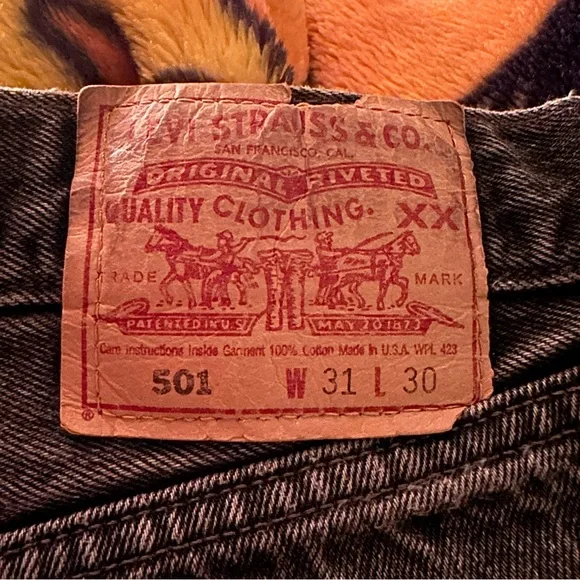 LEVI STRAUSS & CO.
SAN FRANCISCO, CAL.
ORIGINAL RIVETED
QUALITY CLOTHING. XX
TRADE MARK
PATENTED IN U.S. MAY 20 1873
Care Instructions Inside Garment 100% Cotton Made in U.S.A. WPL 423
501 W 31 L 30
®